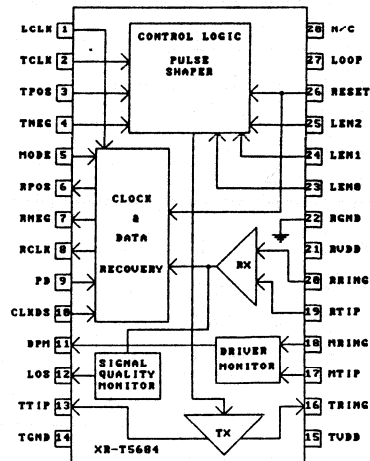 LCLK 1
TCLK 2
TPOS 3
TNEG 4
MODE 5
RPOS 6
RNEG 7
RCLK 8
PD 9
CLKDS 10
DPM 11
LOS 12
TTIP 13
TGND 14
CONTROL LOGIC
PULSE
SHAPER
CLOCK
&
DATA
RECOVERY
RX
SIGNAL
QUALITY
MONITOR
DRIVER
MONITOR
TX
XR-T5684
28 N/C
27 LOOP
26 RESET
25 LEN2
24 LEN1
23 LEN0
22 RGND
21 RVDD
20 RRING
19 RTIP
18 MRING
17 MTIP
16 TRING
15 TVDD